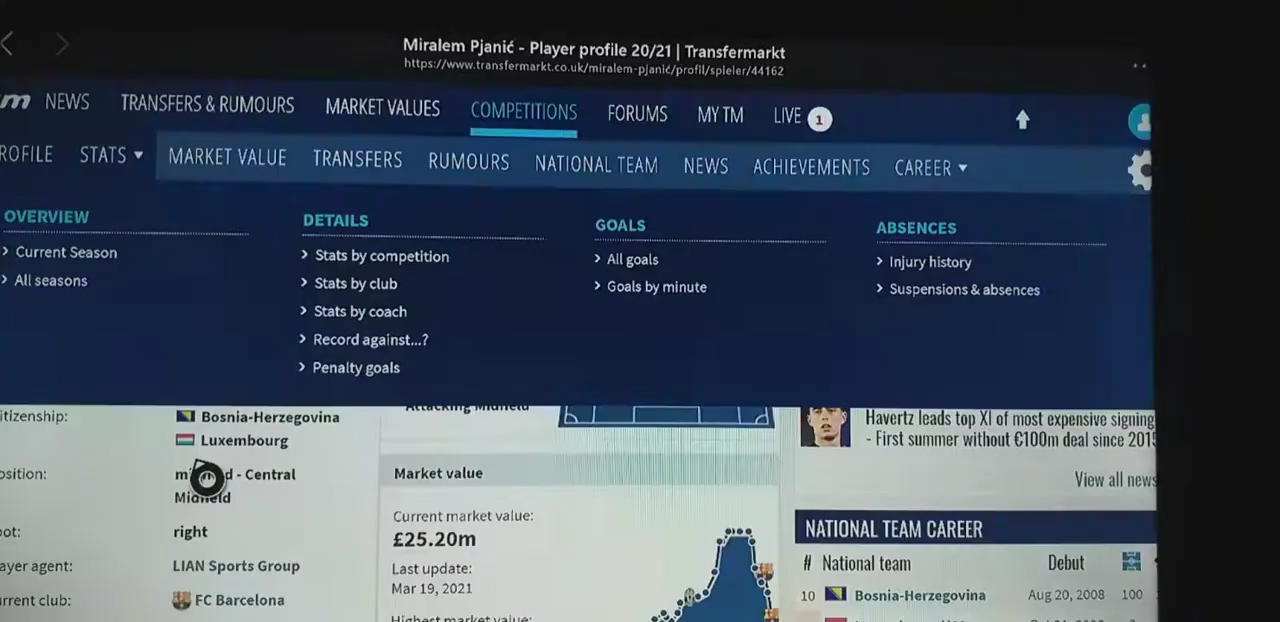 Miralem Pjanić - Player profile 20/21 | Transfermarkt
https://www.transfermarkt.co.uk/miralem-pjanić/profil/spieler/44162
m NEWS TRANSFERS & RUMOURS MARKET VALUES COMPETITIONS FORUMS MY TM LIVE 1
ROFILE STATS MARKET VALUE TRANSFERS RUMOURS NATIONAL TEAM NEWS ACHIEVEMENTS CAREER
OVERVIEW
Current Season
All seasons
DETAILS
Stats by competition
Stats by club
Stats by coach
Record against...?
Penalty goals
GOALS
All goals
Goals by minute
ABSENCES
Injury history
Suspensions & absences
itizenship: Bosnia-Herzegovina
Luxembourg
osition: d - Central
Midfield
oot: right
ayer agent: LIAN Sports Group
rrent club: FC Barcelona
Attacking Midfield
Market value
Current market value:
£25.20m
Last update:
Mar 19, 2021
Highest market value:
Havertz leads top XI of most expensive signing
- First summer without €100m deal since 2015
View all news
NATIONAL TEAM CAREER
# National team Debut
10 Bosnia-Herzegovina Aug 20, 2008 100